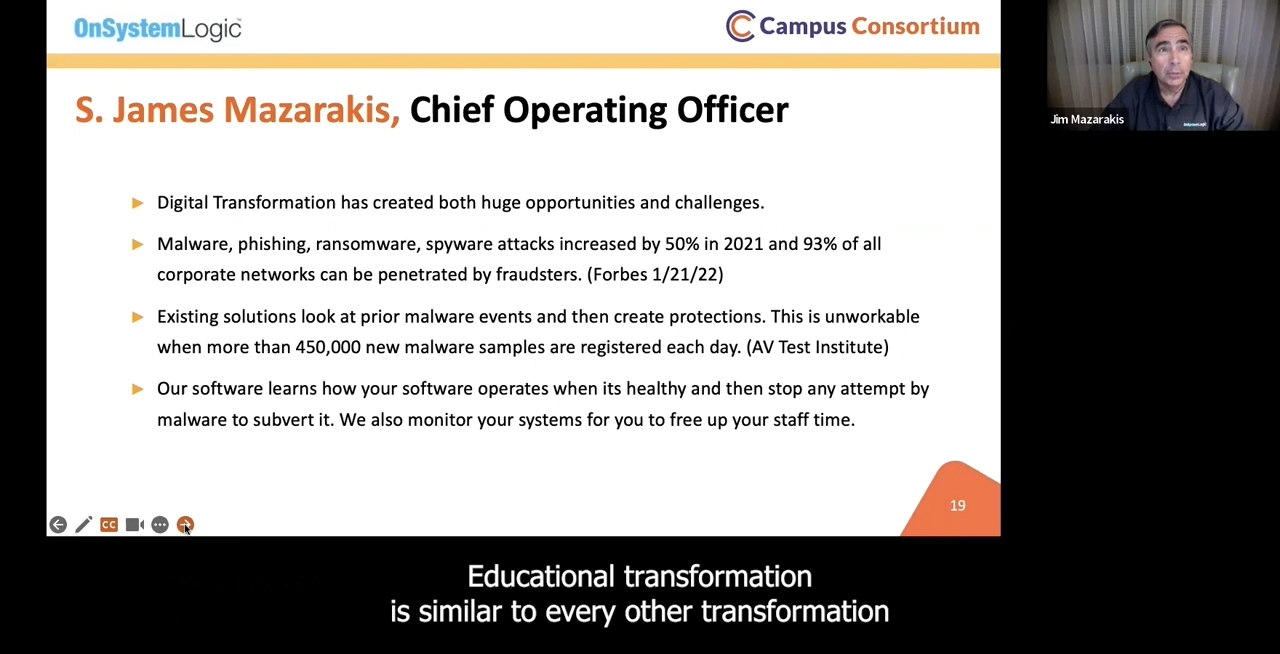 OnSystemLogic
Campus Consortium
S. James Mazarakis, Chief Operating Officer
Jim Mazarakis
Digital Transformation has created both huge opportunities and challenges.
Malware, phishing, ransomware, spyware attacks increased by 50% in 2021 and 93% of all
corporate networks can be penetrated by fraudsters. (Forbes 1/21/22)
Existing solutions look at prior malware events and then create protections. This is unworkable
when more than 450,000 new malware samples are registered each day. (AV Test Institute)
Our software learns how your software operates when its healthy and then stop any attempt by
malware to subvert it. We also monitor your systems for you to free up your staff time.
19
CC
Educational transformation
is similar to every other transformation